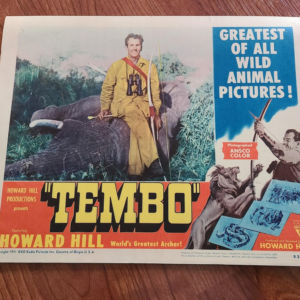 GREATEST
OF ALL
WILD
ANIMAL
PICTURES!
Photographed
ANSCO
COLOR
HOWARD HILL
PRODUCTIONS
presents
"TEMBO"
HOWARD HILL
World's Greatest Archer!
HOWARD